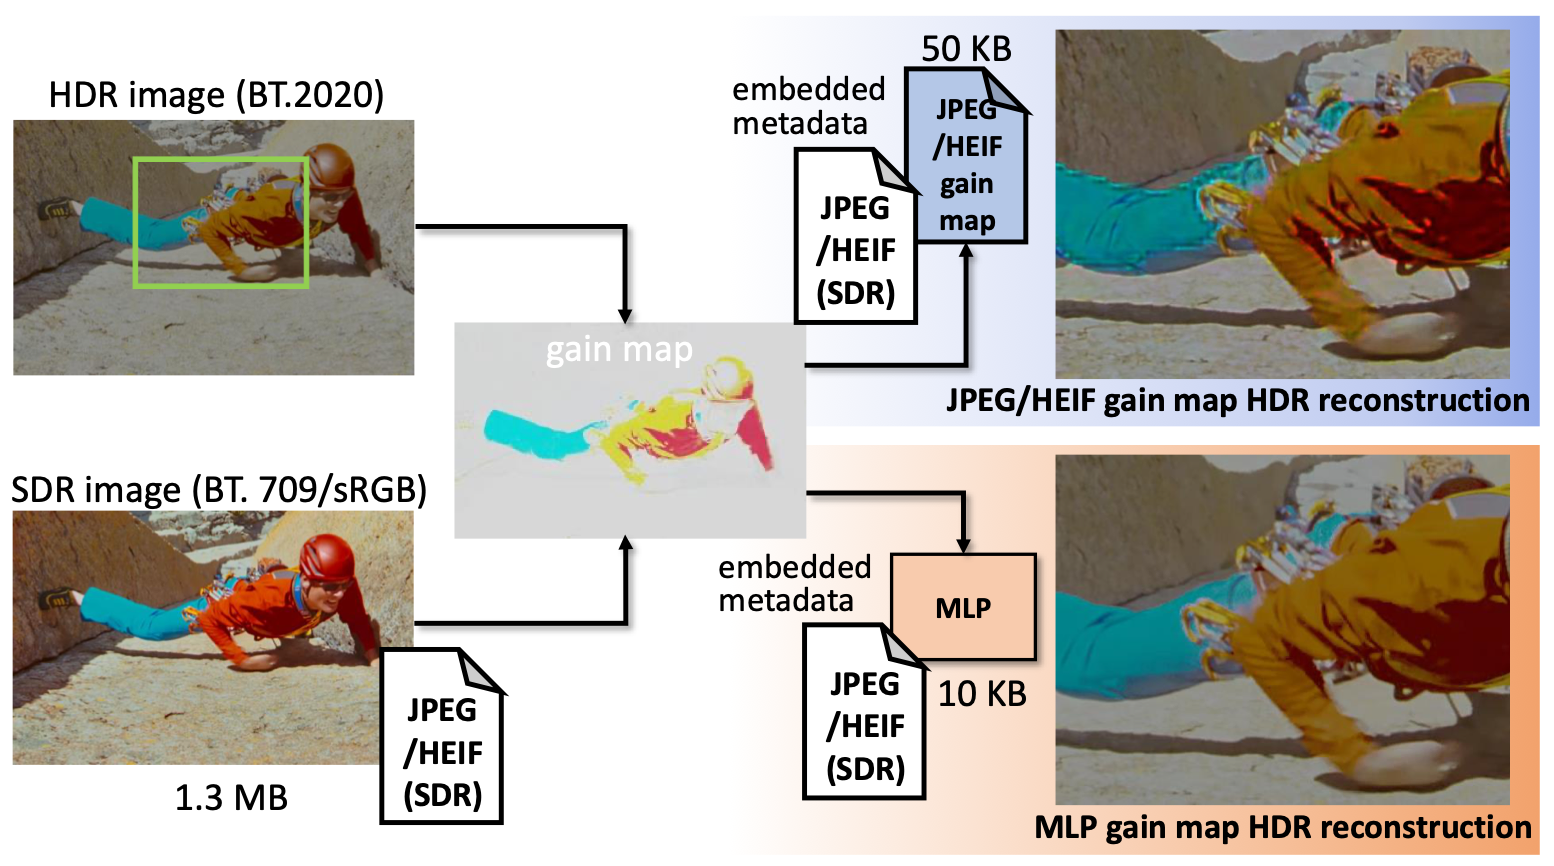 HDR image (BT.2020)
SDR image (BT. 709/sRGB)
1.3 MB
JPEG
/HEIF
(SDR)
gain map
50 KB
embedded
metadata
JPEG
/HEIF
gain
map
JPEG
/HEIF
(SDR)
JPEG/HEIF gain map HDR reconstruction
embedded
metadata
MLP
10 KB
JPEG
/HEIF
(SDR)
MLP gain map HDR reconstruction